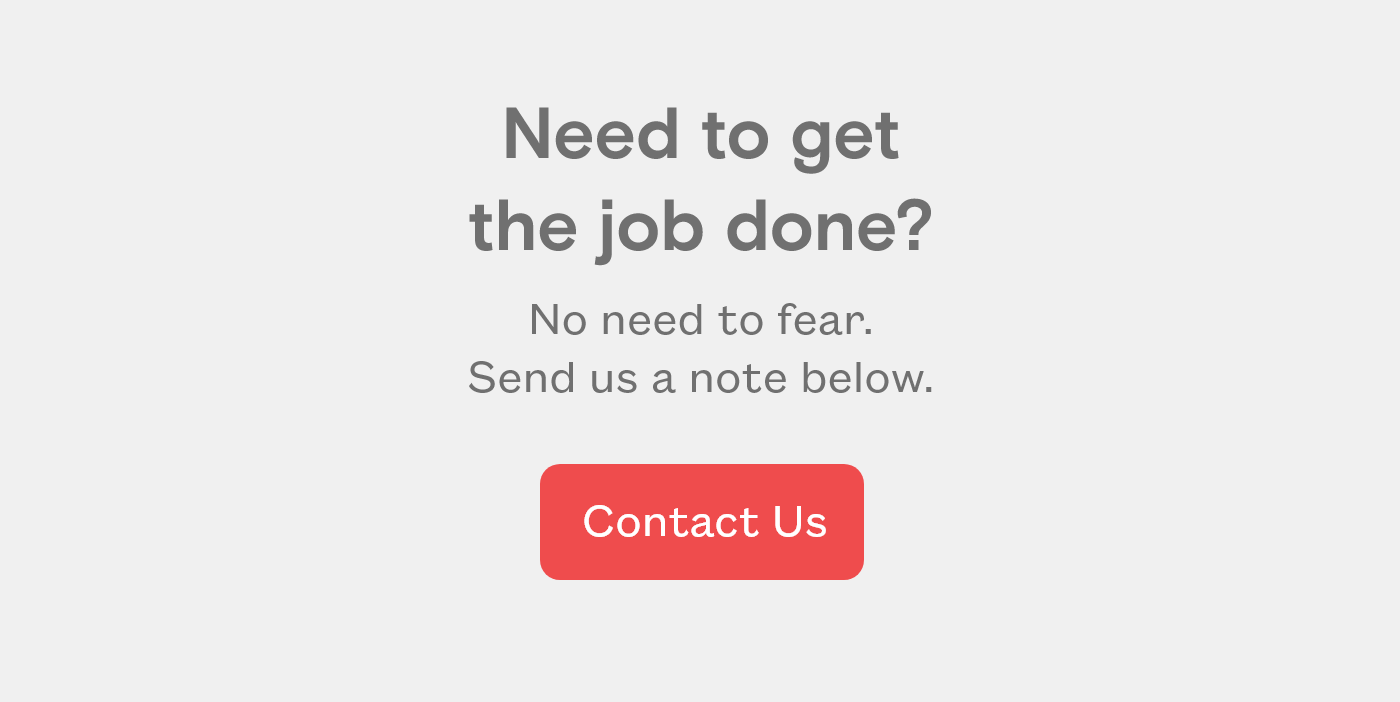 Need to get
the job done?
No need to fear.
Send us a note below.
Contact Us